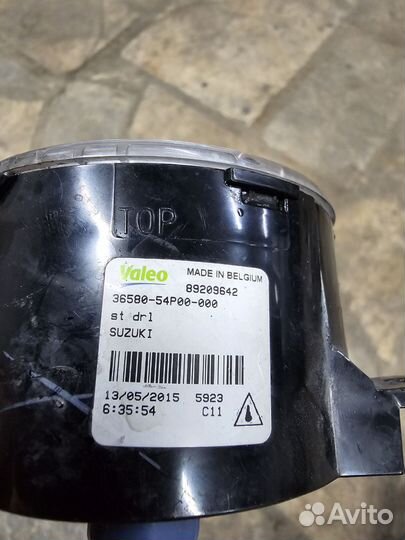 TOP
Valeo MADE IN BELGIUM
89209642
36580-54P00-000
st drl
SUZUKI
13/05/2015 5923
6:35:54 C11
Avito